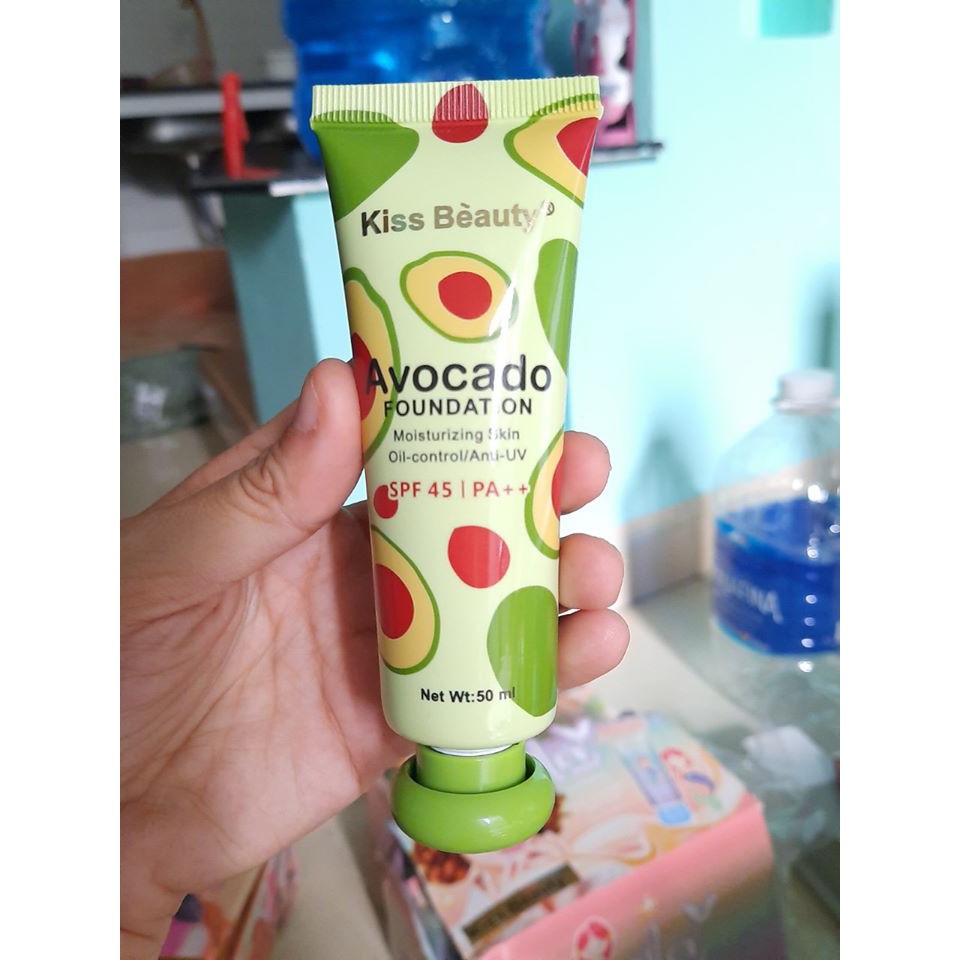 Kiss Bèauty®
Avocado
FOUNDATION
Moisturizing Skin
Oil-control/Anti-UV
SPF 45 | PA++
Net Wt:50 ml